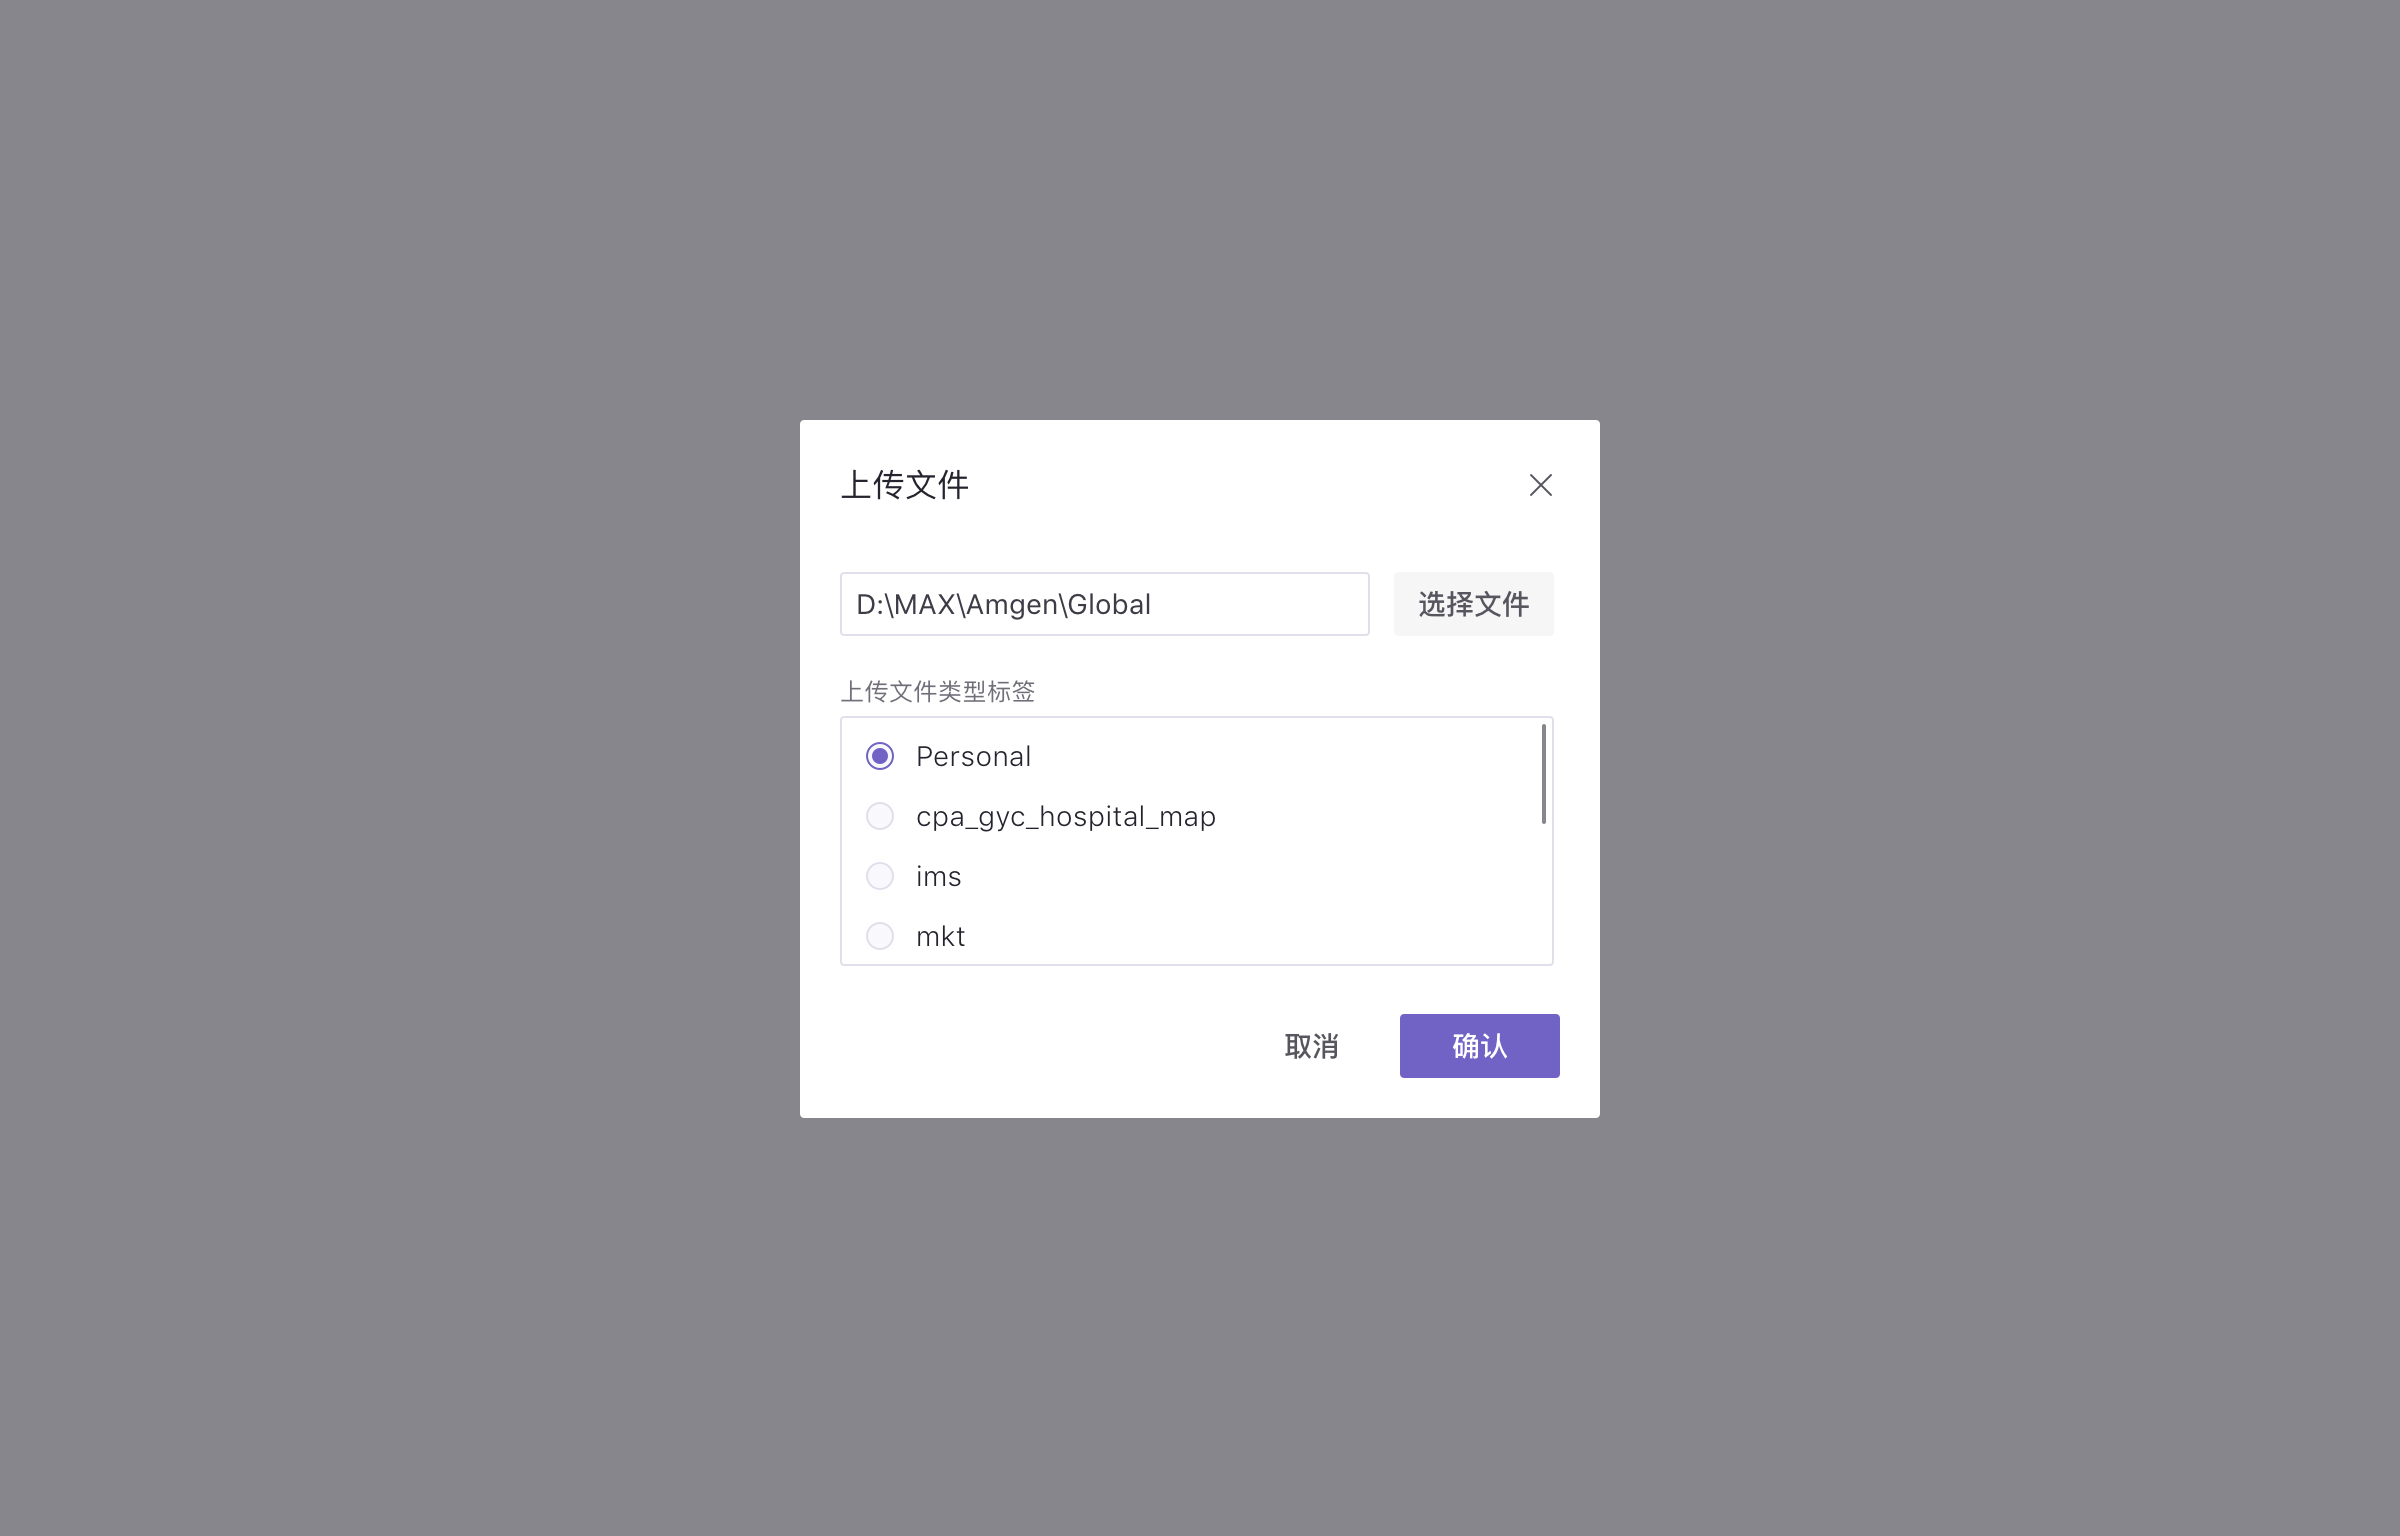 上传文件
D:\MAX\Amgen\Global
选择文件
上传文件类型标签
Personal
cpa_gyc_hospital_map
ims
mkt
取消
确认